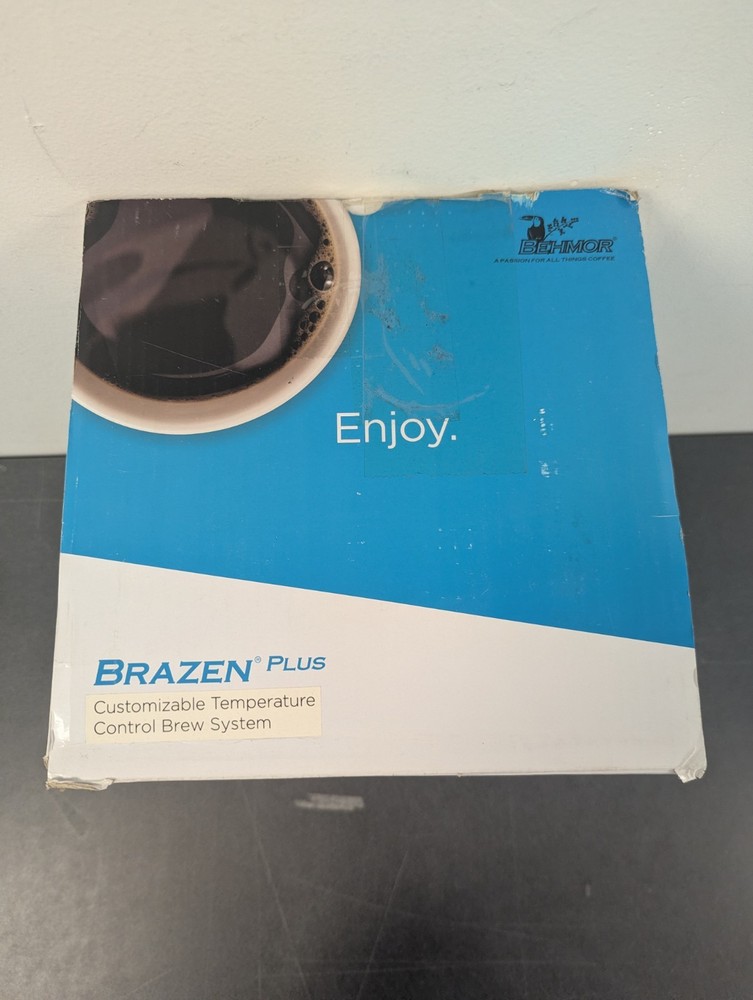 BEHMOR®
A PASSION FOR ALL THINGS COFFEE
Enjoy.
BRAZEN® PLUS
Customizable Temperature
Control Brew System